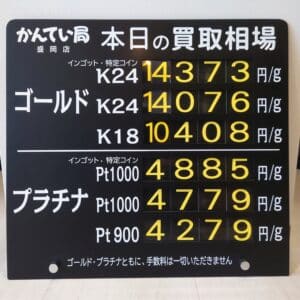 かんてい局
盛岡店
本日の買取相場
ゴールド
インゴット・特定コイン
K24 14373 円/g
K24 14076 円/g
K18 10408 円/g
プラチナ
インゴット・特定コイン
Pt1000 4885 円/g
Pt1000 4779 円/g
Pt900 4279 円/g
ゴールド・プラチナともに、手数料は一切いただきません